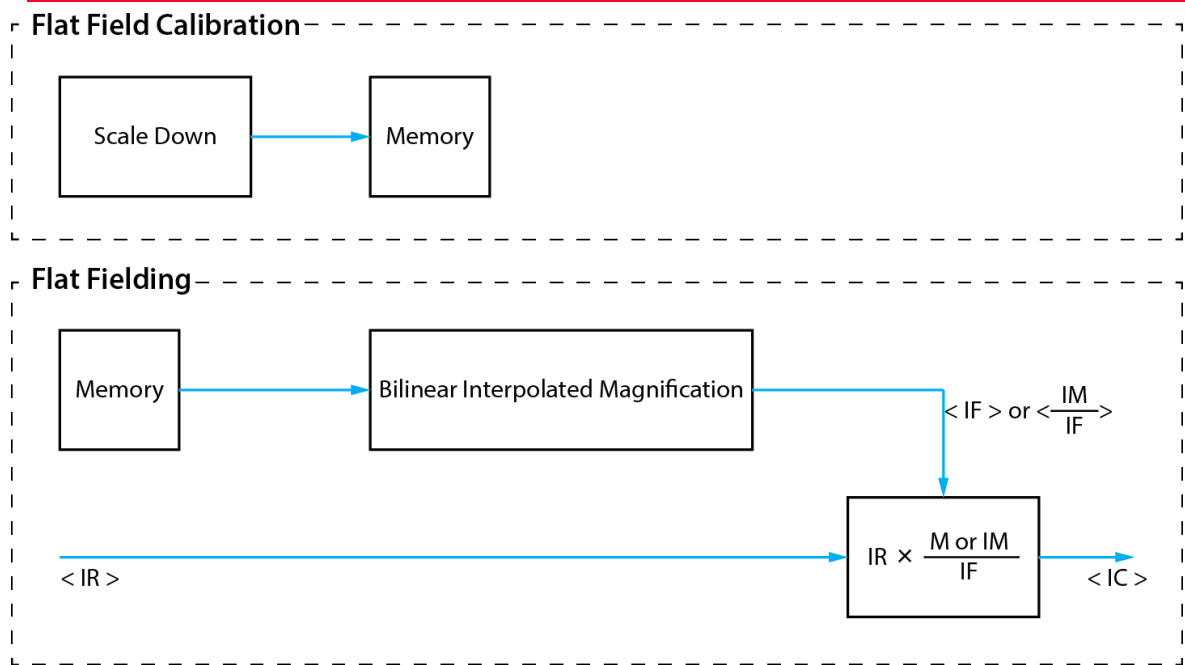 Flat Field Calibration
Scale Down
Memory
Flat Fielding
Memory
Bilinear Interpolated Magnification
< IF > or <IM/IF>
IR × M or IM/IF
< IR >
< IC >